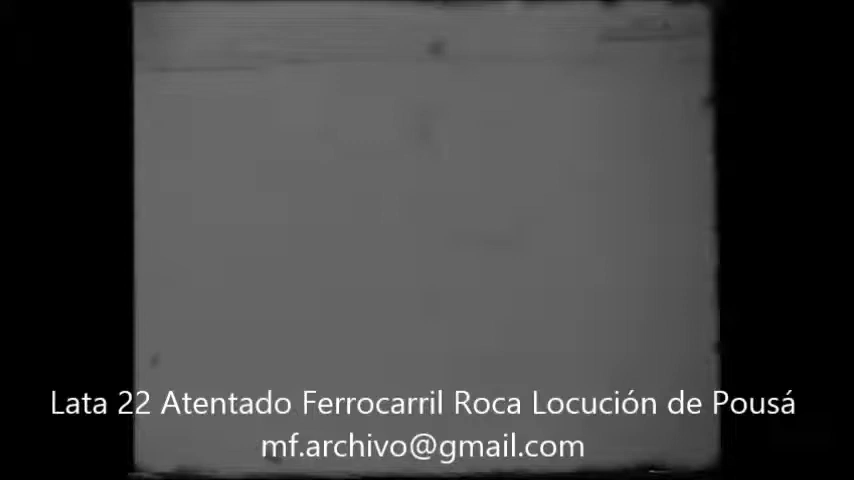 Lata 22 Atentado Ferrocarril Roca Locución de Pousá
mf.archivo@gmail.com